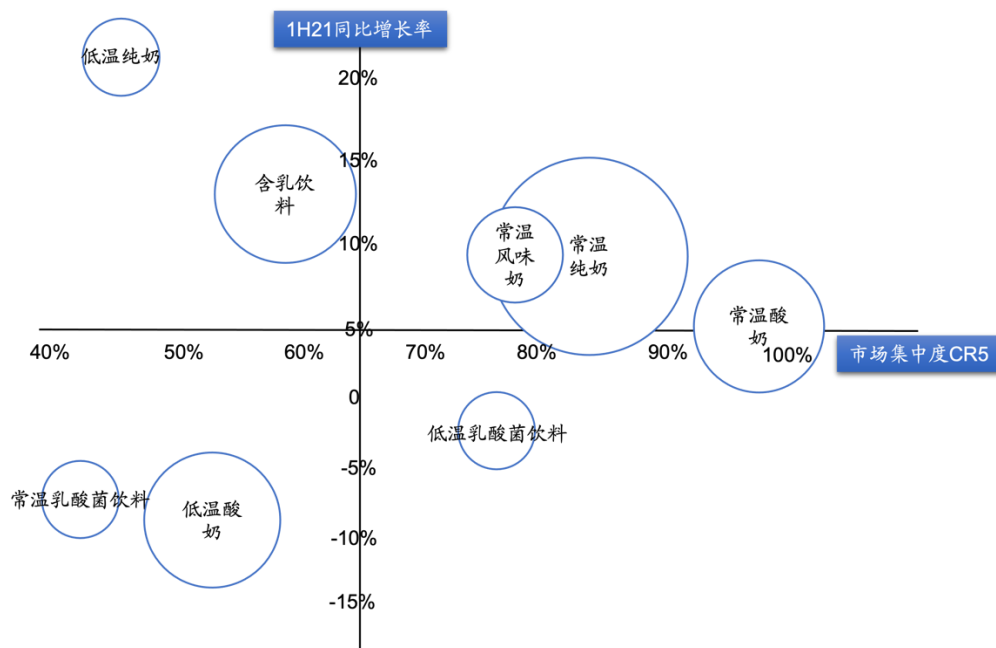 1H21同比增长率
低温纯奶
20%
15%
含乳饮
料
10%
常温
风味
奶
常温
纯奶
常温酸
奶
5%
40%
50%
60%
70%
80%
90%
100%
市场集中度CR5
0
低温乳酸菌饮料
-5%
常温乳酸菌饮料
低温酸
奶
-10%
-15%